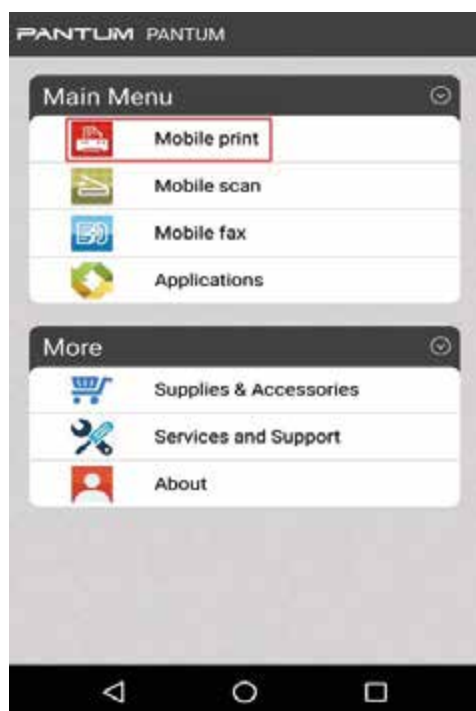 PANTUM PANTUM
Main Menu
Mobile print
Mobile scan
Mobile fax
Applications
More
Supplies & Accessories
Services and Support
About